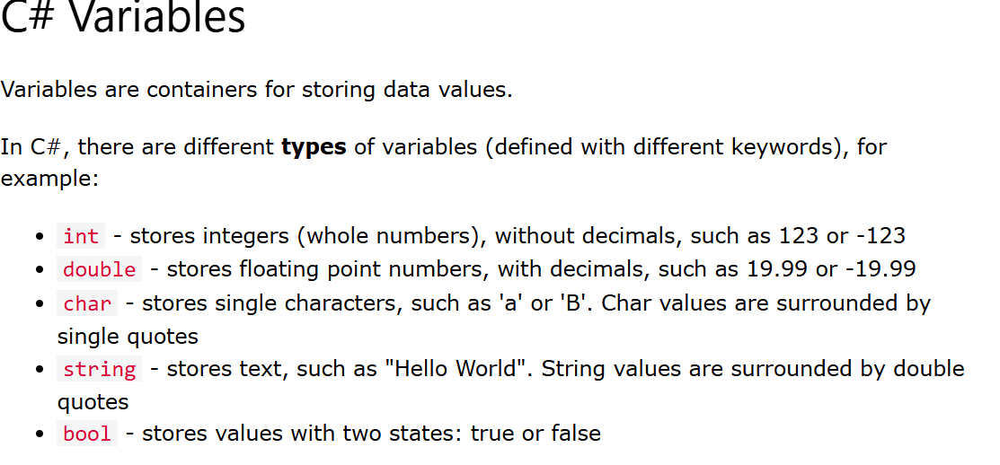 C# Variables
Variables are containers for storing data values.
In C#, there are different types of variables (defined with different keywords), for
example:
• int - stores integers (whole numbers), without decimals, such as 123 or -123
• double - stores floating point numbers, with decimals, such as 19.99 or -19.99
• char - stores single characters, such as 'a' or 'B'. Char values are surrounded by
single quotes
• string - stores text, such as "Hello World". String values are surrounded by double
quotes
• bool - stores values with two states: true or false